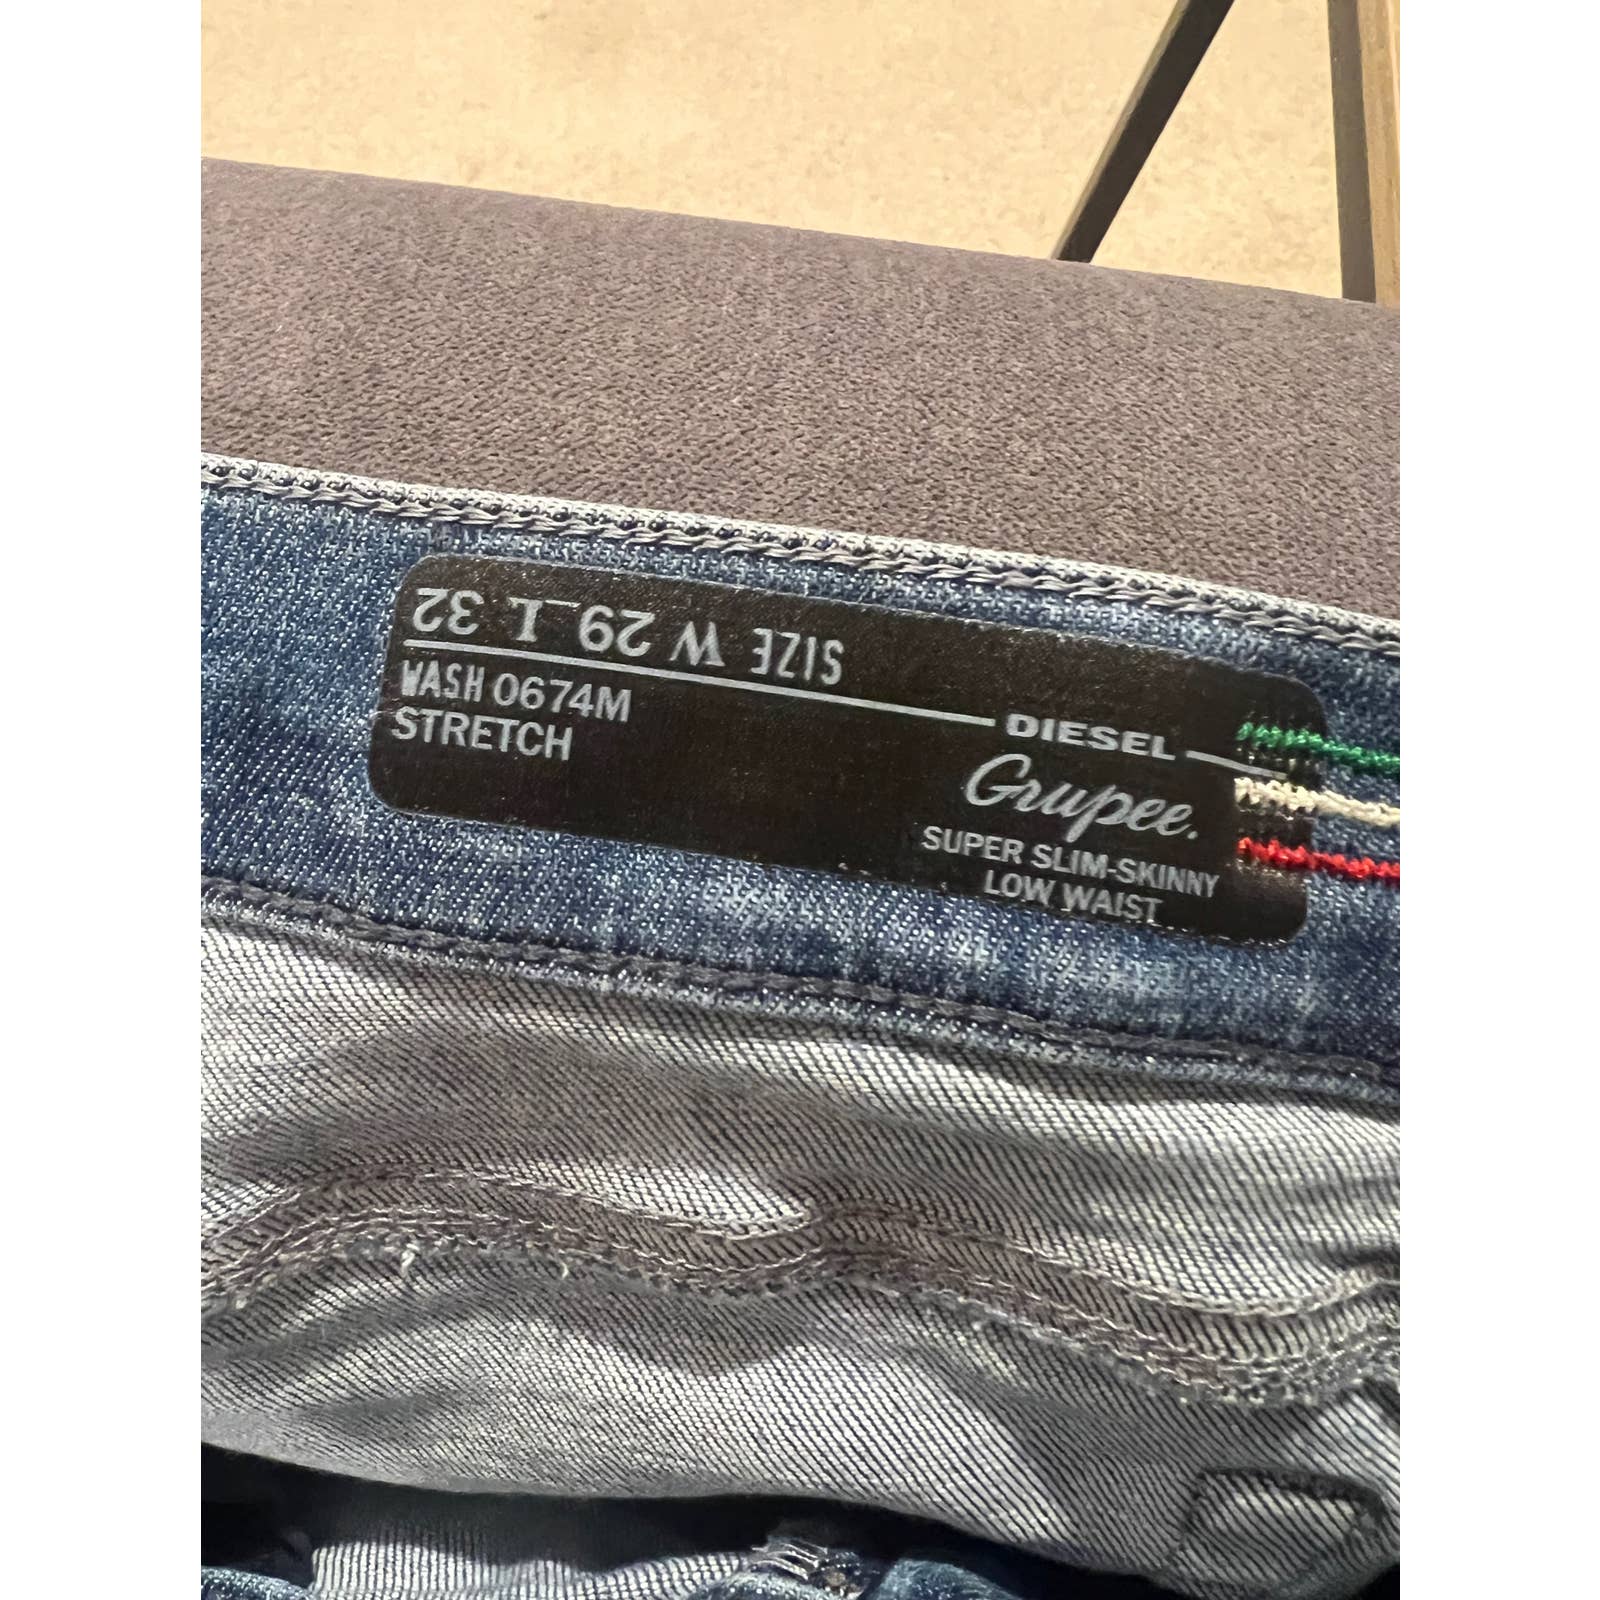 SIZE W 29 L 32
WASH 0674M
STRETCH
DIESEL
Grupee.
SUPER SLIM-SKINNY
LOW WAIST